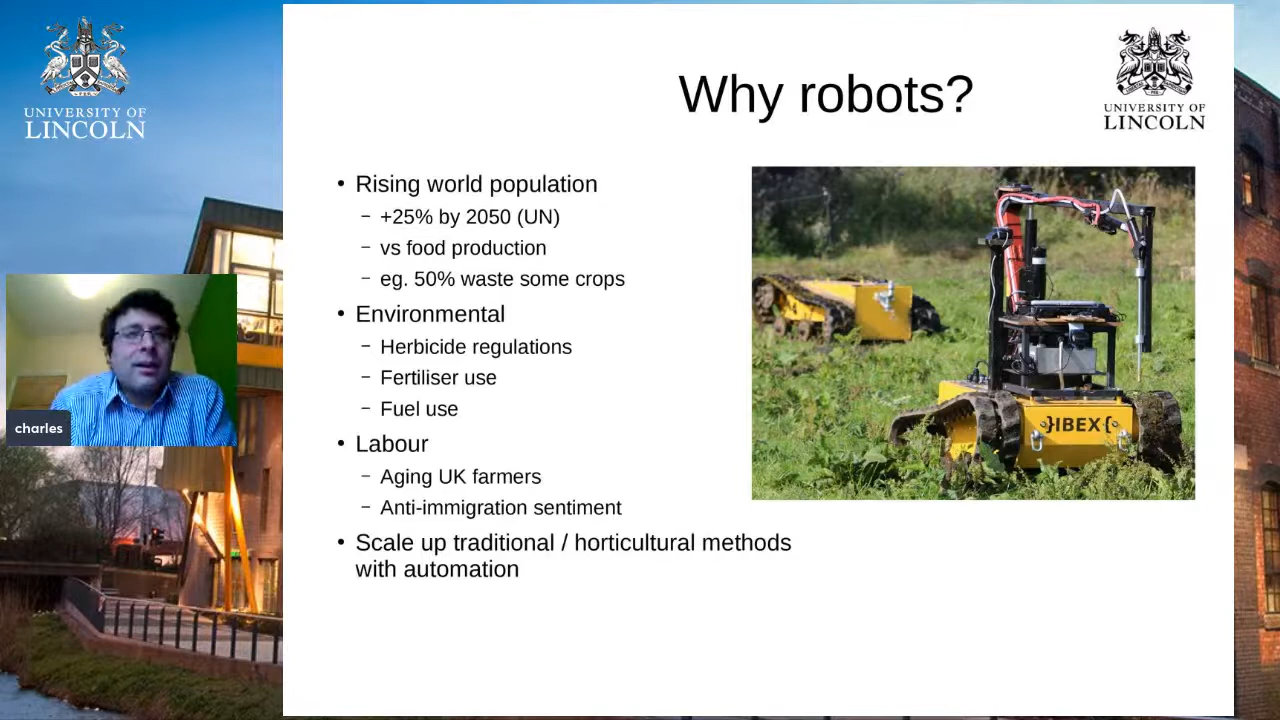 UNIVERSITY OF
LINCOLN
Why robots?
UNIVERSITY OF
LINCOLN
• Rising world population
– +25% by 2050 (UN)
– vs food production
– eg. 50% waste some crops
• Environmental
– Herbicide regulations
– Fertiliser use
– Fuel use
• Labour
– Aging UK farmers
– Anti-immigration sentiment
• Scale up traditional / horticultural methods
with automation
}IBEX{
charles